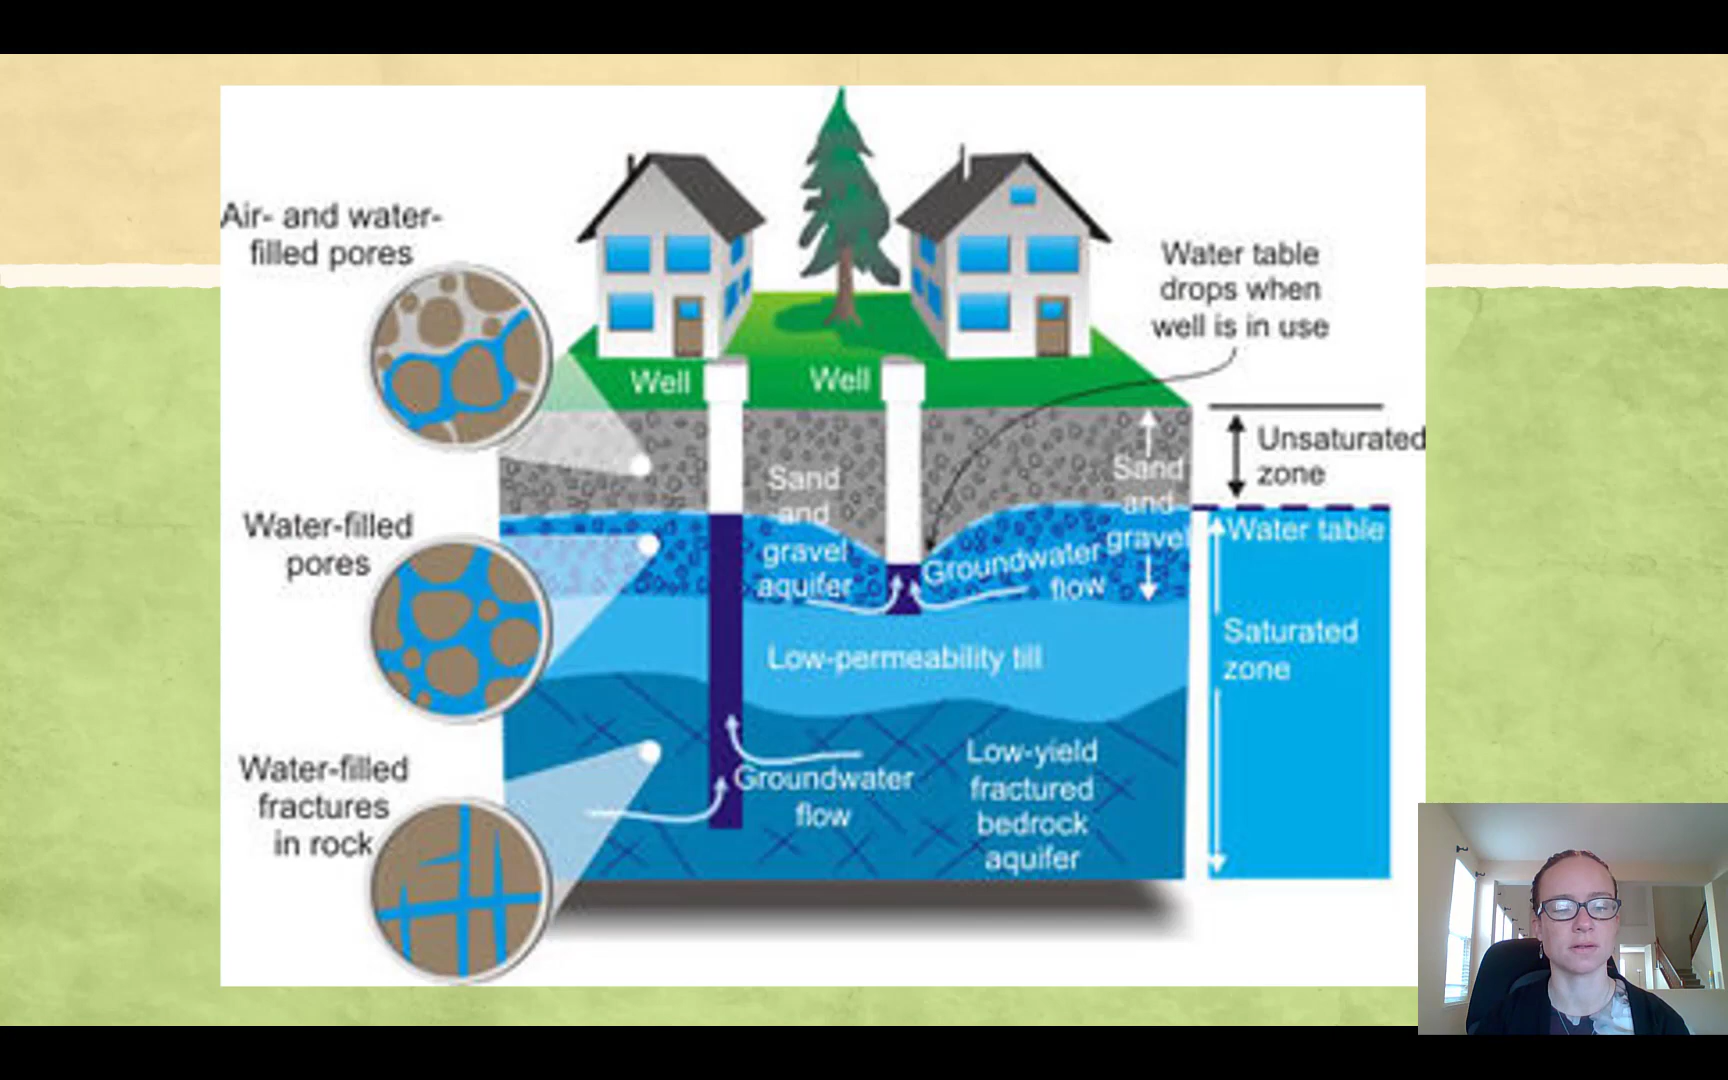 Air- and water-
filled pores
Water table
drops when
well is in use
Well
Well
Unsaturated
zone
Sand
and
gravel
aquifer
Sand
and
gravel
Water-filled
pores
Water table
Groundwater
flow
Saturated
zone
Low-permeability till
Water-filled
fractures
in rock
Groundwater
flow
Low-yield
fractured
bedrock
aquifer